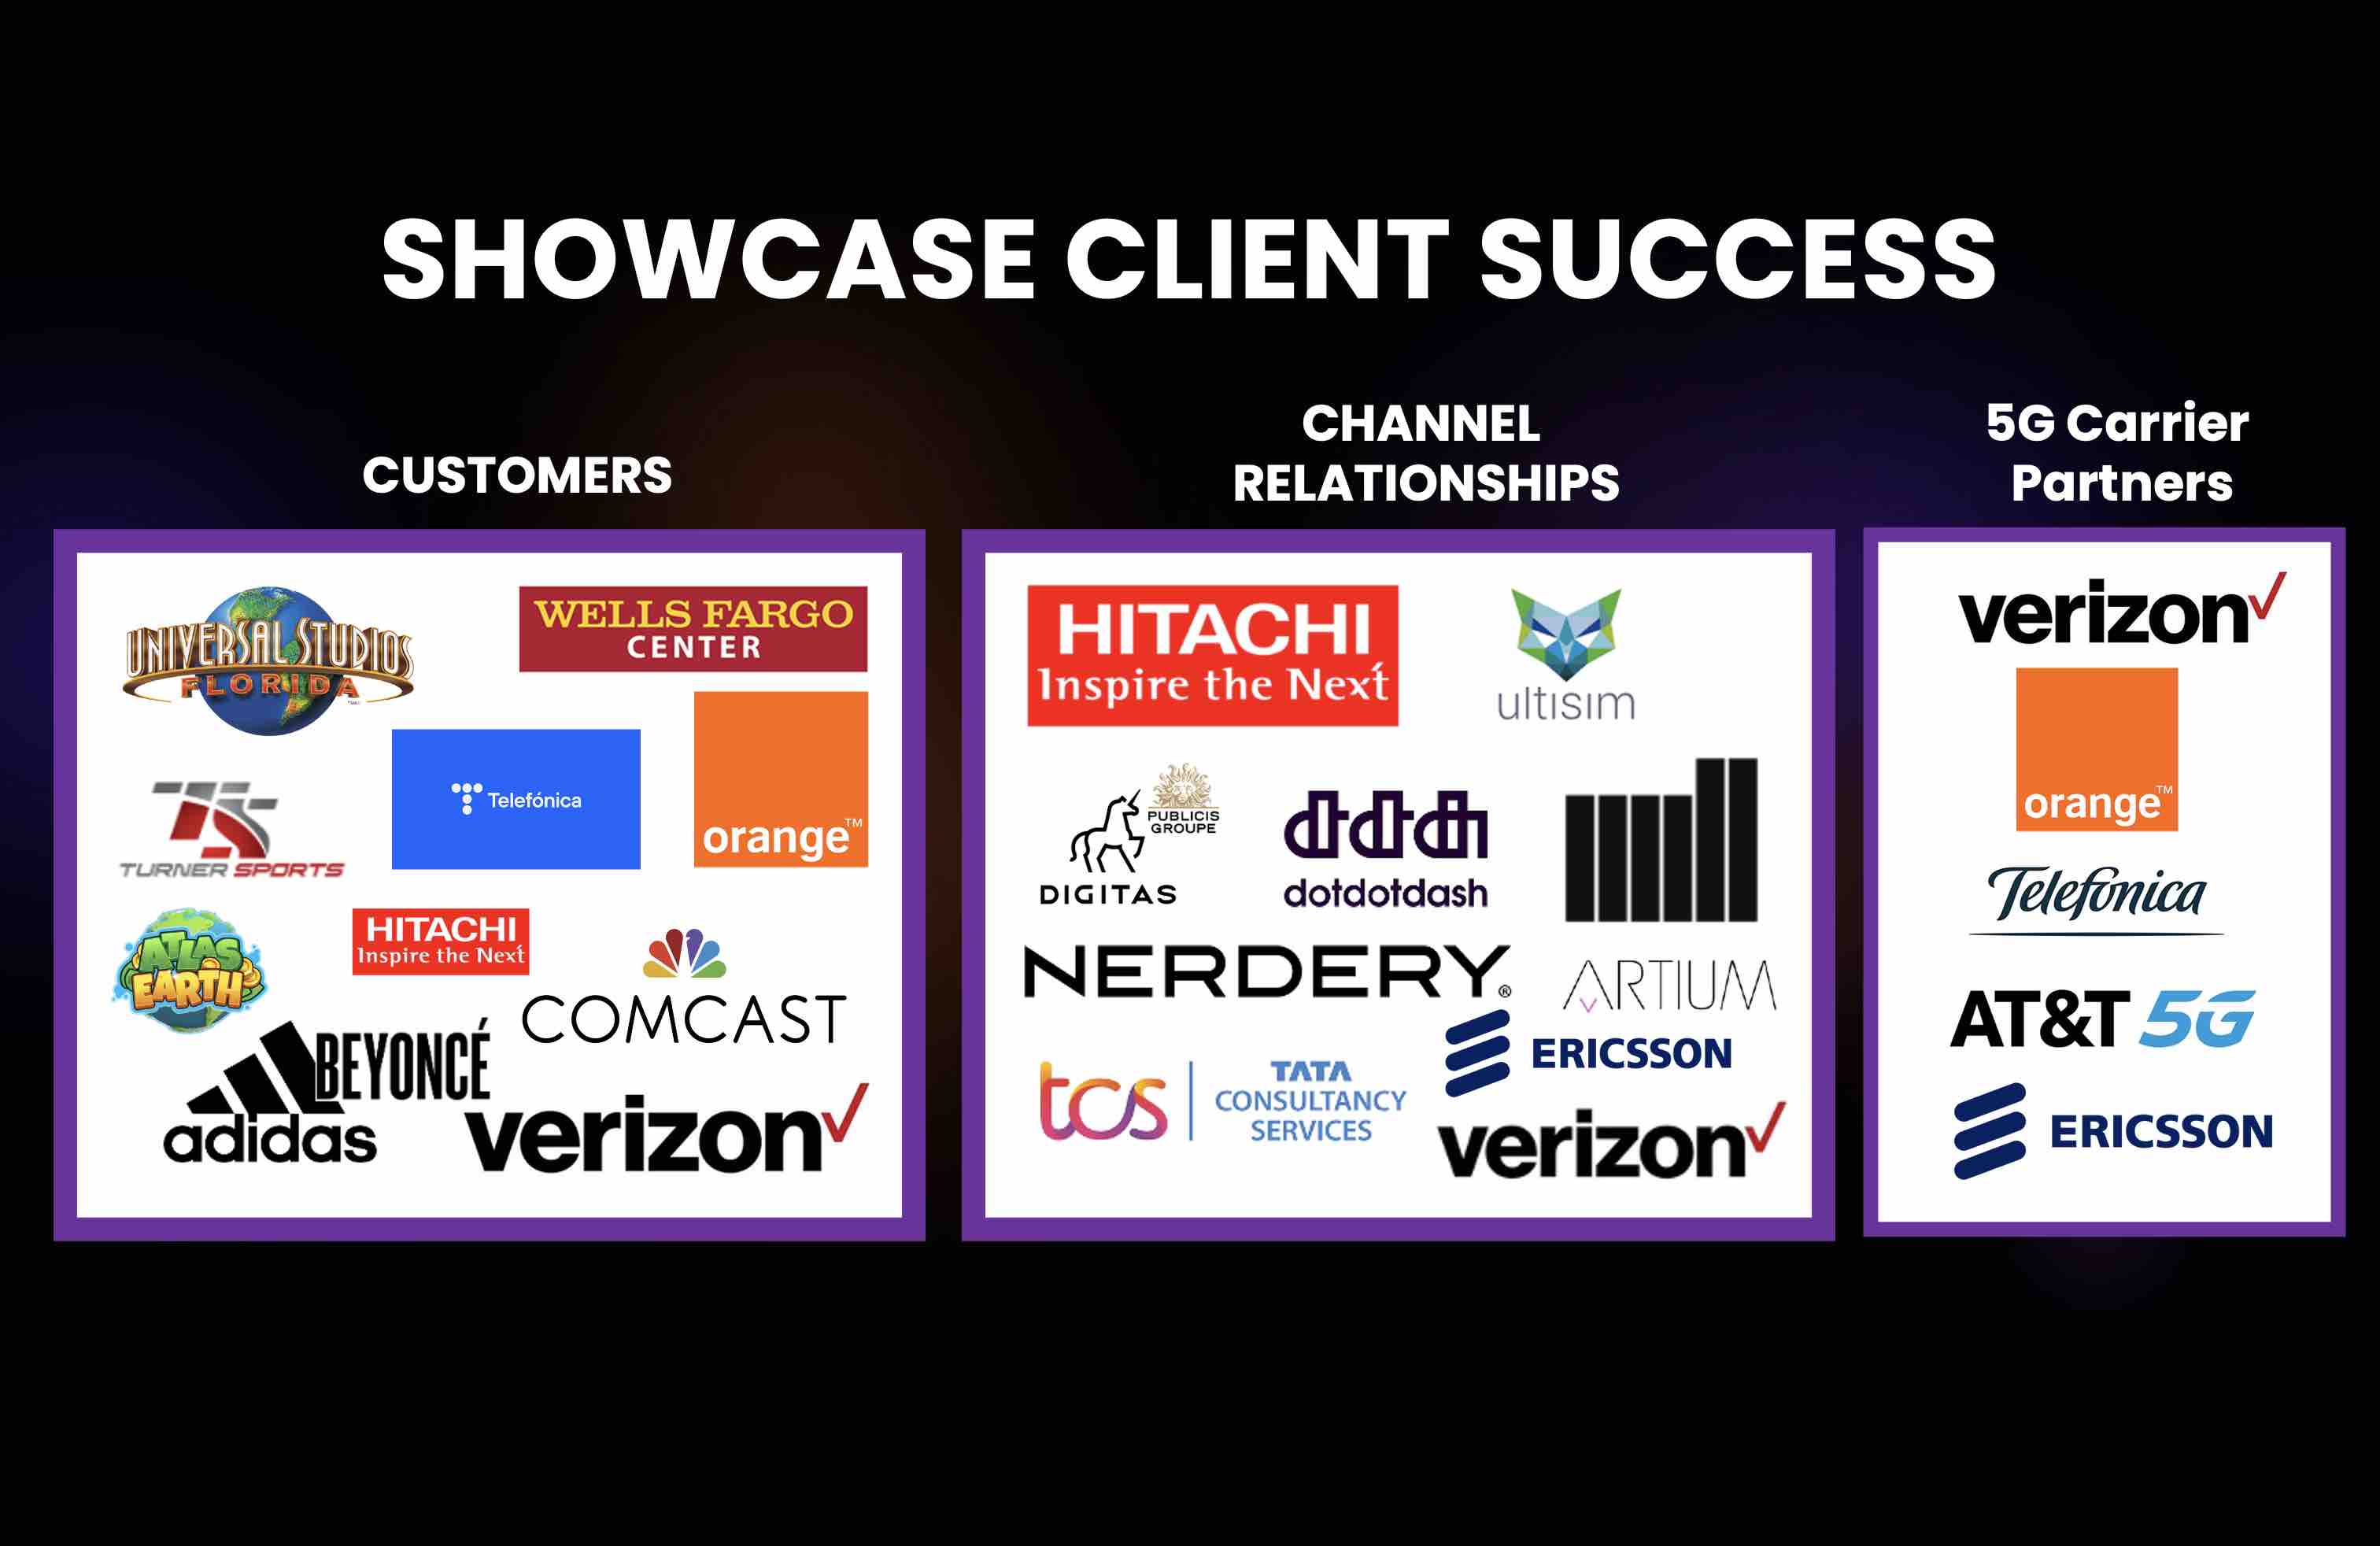 SHOWCASE CLIENT SUCCESS
CUSTOMERS
UNIVERSAL STUDIOS
FLORIDA
WELLS FARGO
CENTER
Telefónica
orange™
TURNER SPORTS
ATLAS
EARTH
HITACHI
Inspire the Next
COMCAST
BEYONCÉ
adidas
verizon
CHANNEL
RELATIONSHIPS
HITACHI
Inspire the Next
ultisim
PUBLICIS
GROUPE
DIGITAS
dotdotdash
NERDERY®
ARTIUM
ERICSSON
tcs
TATA
CONSULTANCY
SERVICES
verizon
5G Carrier
Partners
verizon
orange™
Telefónica
AT&T 5G
ERICSSON